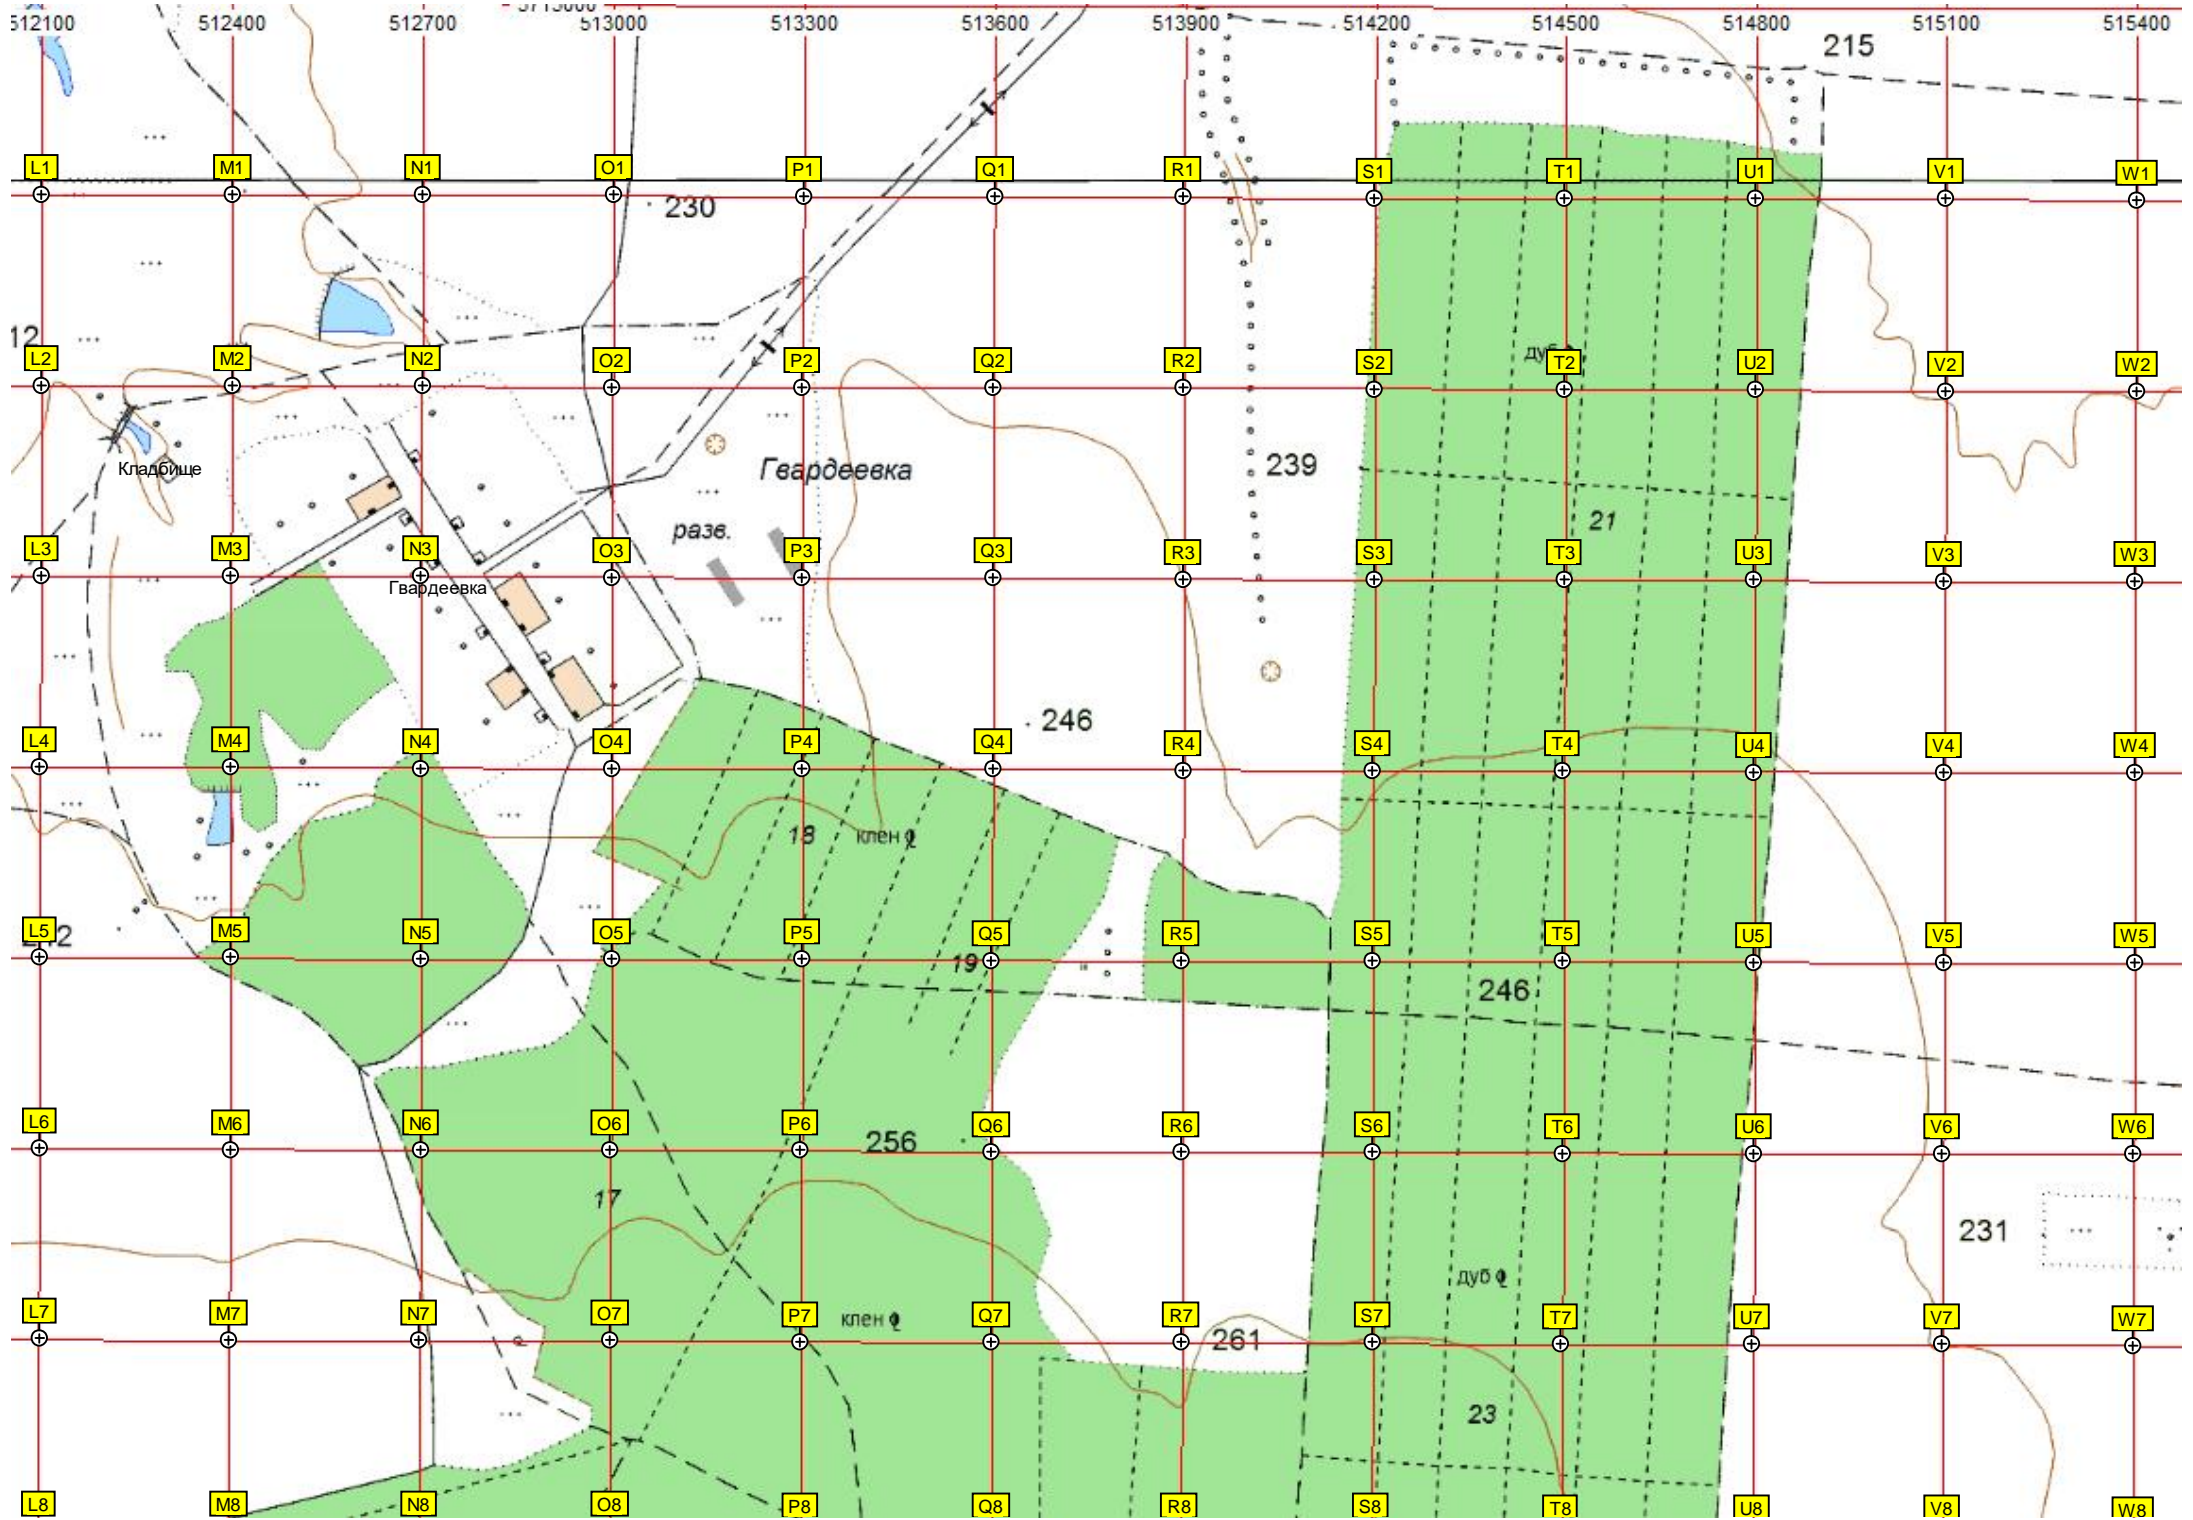 512100 512400 512700 513000 513300 513600 513900 514200 514500 514800 515100 515400
215
L1 M1 N1 O1 P1 Q1 R1 S1 T1 U1 V1 W1
230
12
дуб
L2 M2 N2 O2 P2 Q2 R2 S2 T2 U2 V2 W2
Кладбище
Гвардеевка
239
21
разв.
L3 M3 N3 O3 P3 Q3 R3 S3 T3 U3 V3 W3
Гвардеевка
246
L4 M4 N4 O4 P4 Q4 R4 S4 T4 U4 V4 W4
18 клен
L5 M5 N5 O5 P5 Q5 R5 S5 T5 U5 V5 W5
19
246
L6 M6 N6 O6 P6 Q6 R6 S6 T6 U6 V6 W6
256
17
231
дуб
L7 M7 N7 O7 P7 Q7 R7 S7 T7 U7 V7 W7
клен
261
23
L8 M8 N8 O8 P8 Q8 R8 S8 T8 U8 V8 W8